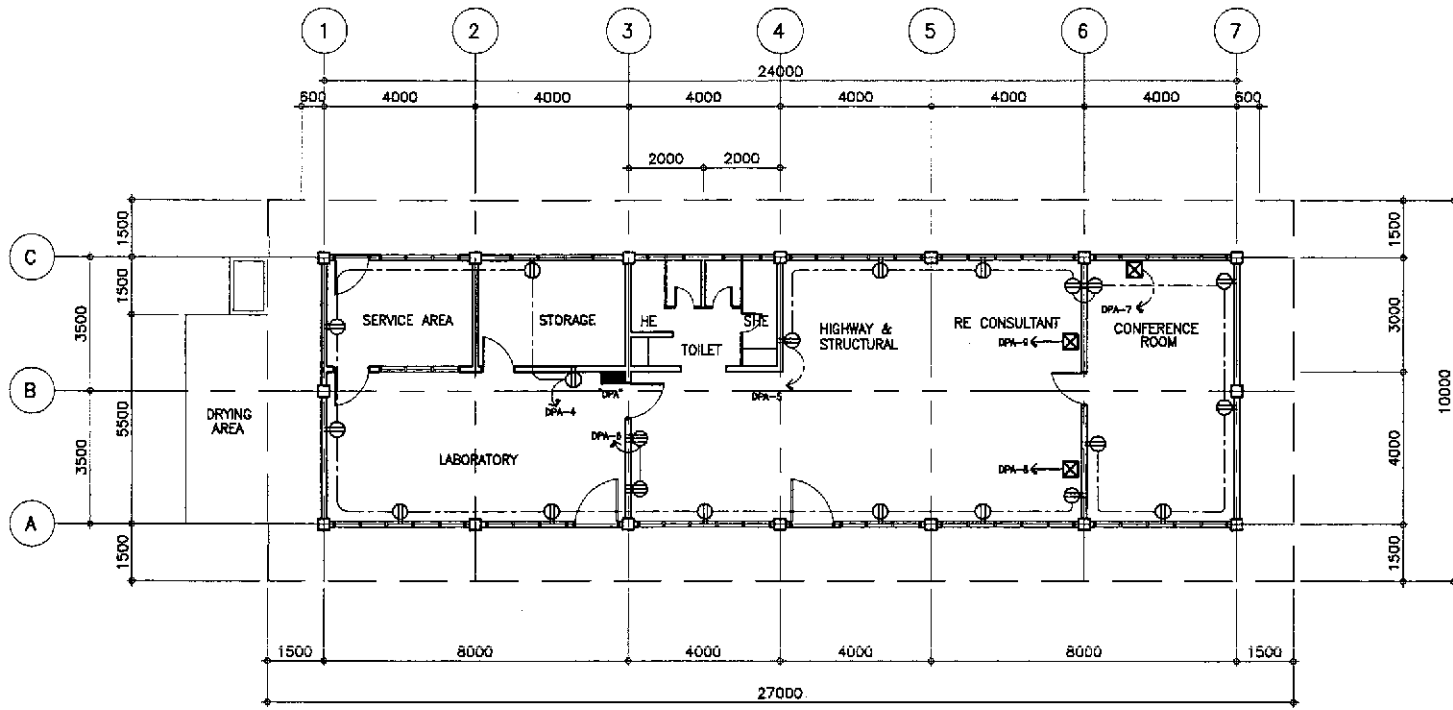 1 2 3 4 5 6 7
24000
600 4000 4000 4000 4000 4000 4000 600
2000 2000
1500 1500
C
1500
3500 3000
SERVICE AREA STORAGE HE SHE HIGHWAY & STRUCTURAL RE CONSULTANT DPA-7 CONFERENCE ROOM
TOILET DPA-9
B
DPA-4 "DPA" DPA-5
DRYING AREA
5500 10000
3500 4000
LABORATORY DPA-6 DPA-8
A
1500 1500
1500 8000 4000 4000 8000 1500
27000